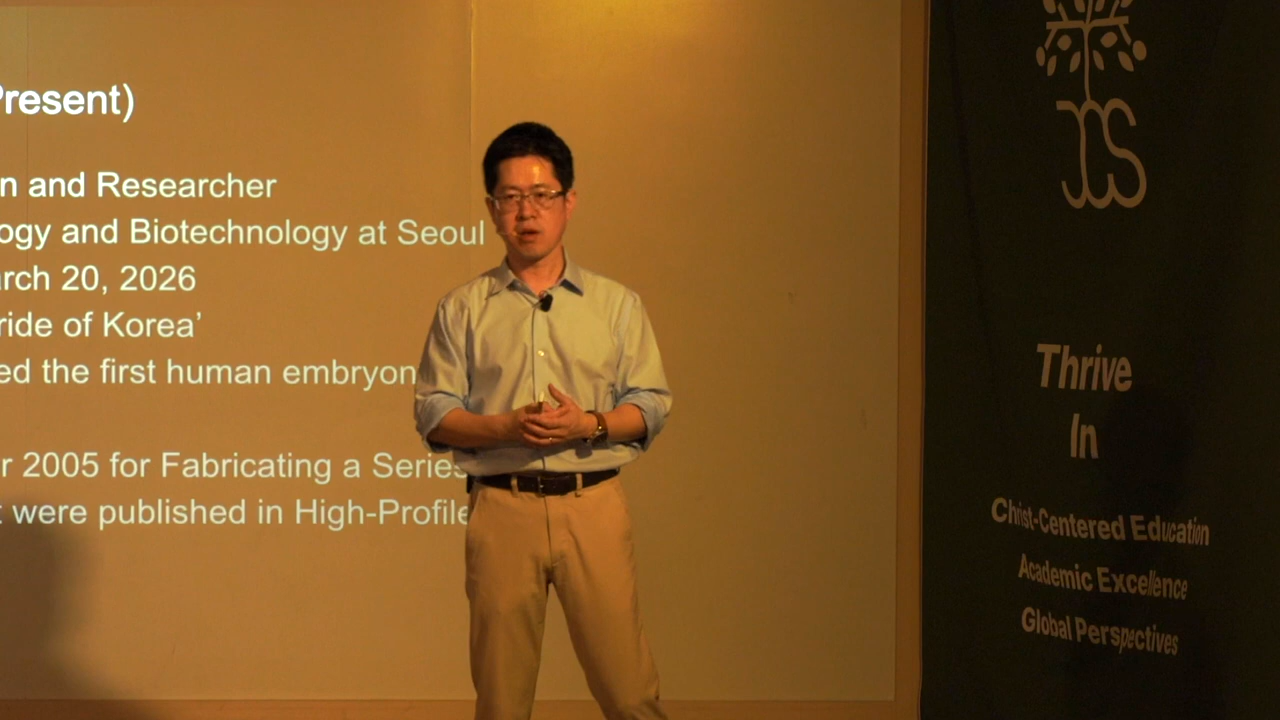 Present)
n and Researcher
ogy and Biotechnology at Seoul
arch 20, 2026
ride of Korea’
ed the first human embryon
r 2005 for Fabricating a Series
were published in High-Profile
JCS
Thrive
In
Christ-Centered Education
Academic Excellence
Global Perspectives